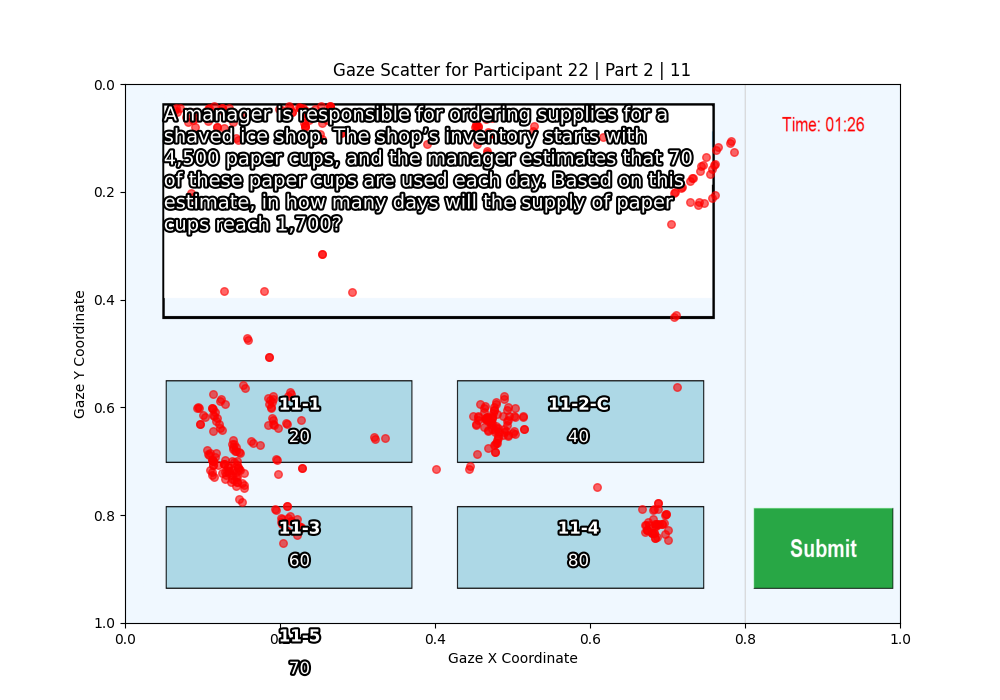 Gaze Scatter for Participant 22 | Part 2 | 11
0.0
A manager is responsible for ordering supplies for a
shaved ice shop. The shop's inventory starts with
4,500 paper cups, and the manager estimates that 70
of these paper cups are used each day. Based on this
estimate, in how many days will the supply of paper
cups reach 1,700?
Time: 01:26
0.2
0.4
Gaze Y Coordinate
0.6
11-1
20
11-2-C
40
0.8
11-3
60
11-4
80
Submit
1.0
0.0
0.2
0.4
0.6
0.8
1.0
11-5
70
Gaze X Coordinate